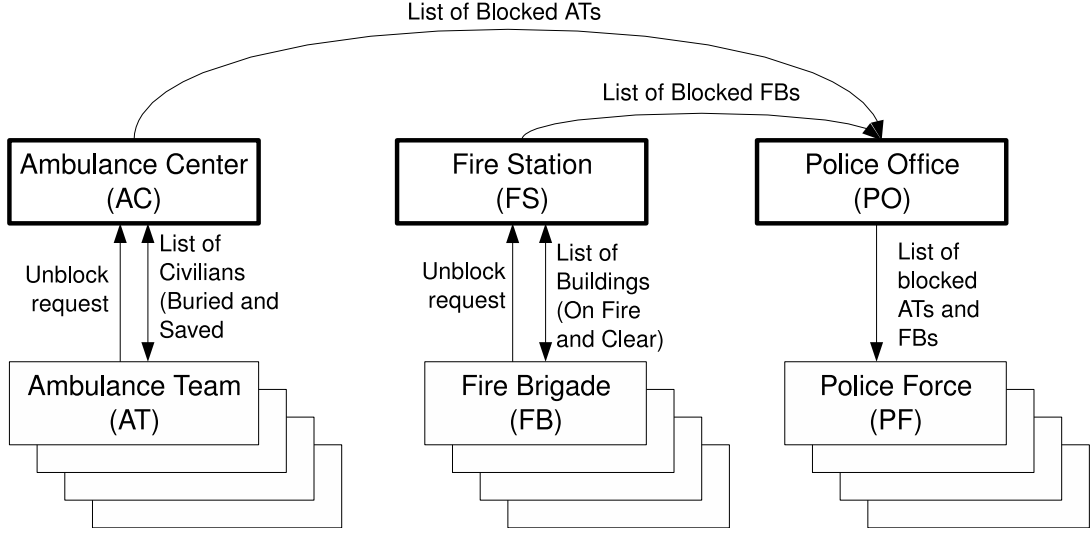 List of Blocked ATs
List of Blocked FBs
Ambulance Center
(AC)
Fire Station
(FS)
Police Office
(PO)
Unblock
request
List of
Civilians
(Buried and
Saved
Unblock
request
List of
Buildings
(On Fire
and Clear)
List of
blocked
ATs and
FBs
Ambulance Team
(AT)
Fire Brigade
(FB)
Police Force
(PF)